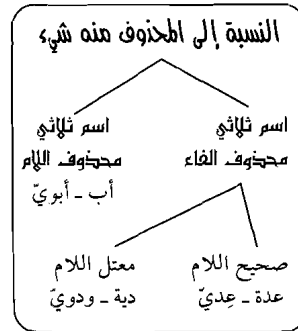 النسبة إلى المحذوف منه شيء
اسم ثلاثي
محذوف الفاء
اسم ثلاثي
محذوف اللام
أب ـ أبويّ
صحيح اللام
عدة ـ عِديّ
معتل اللام
دية ـ ودويّ